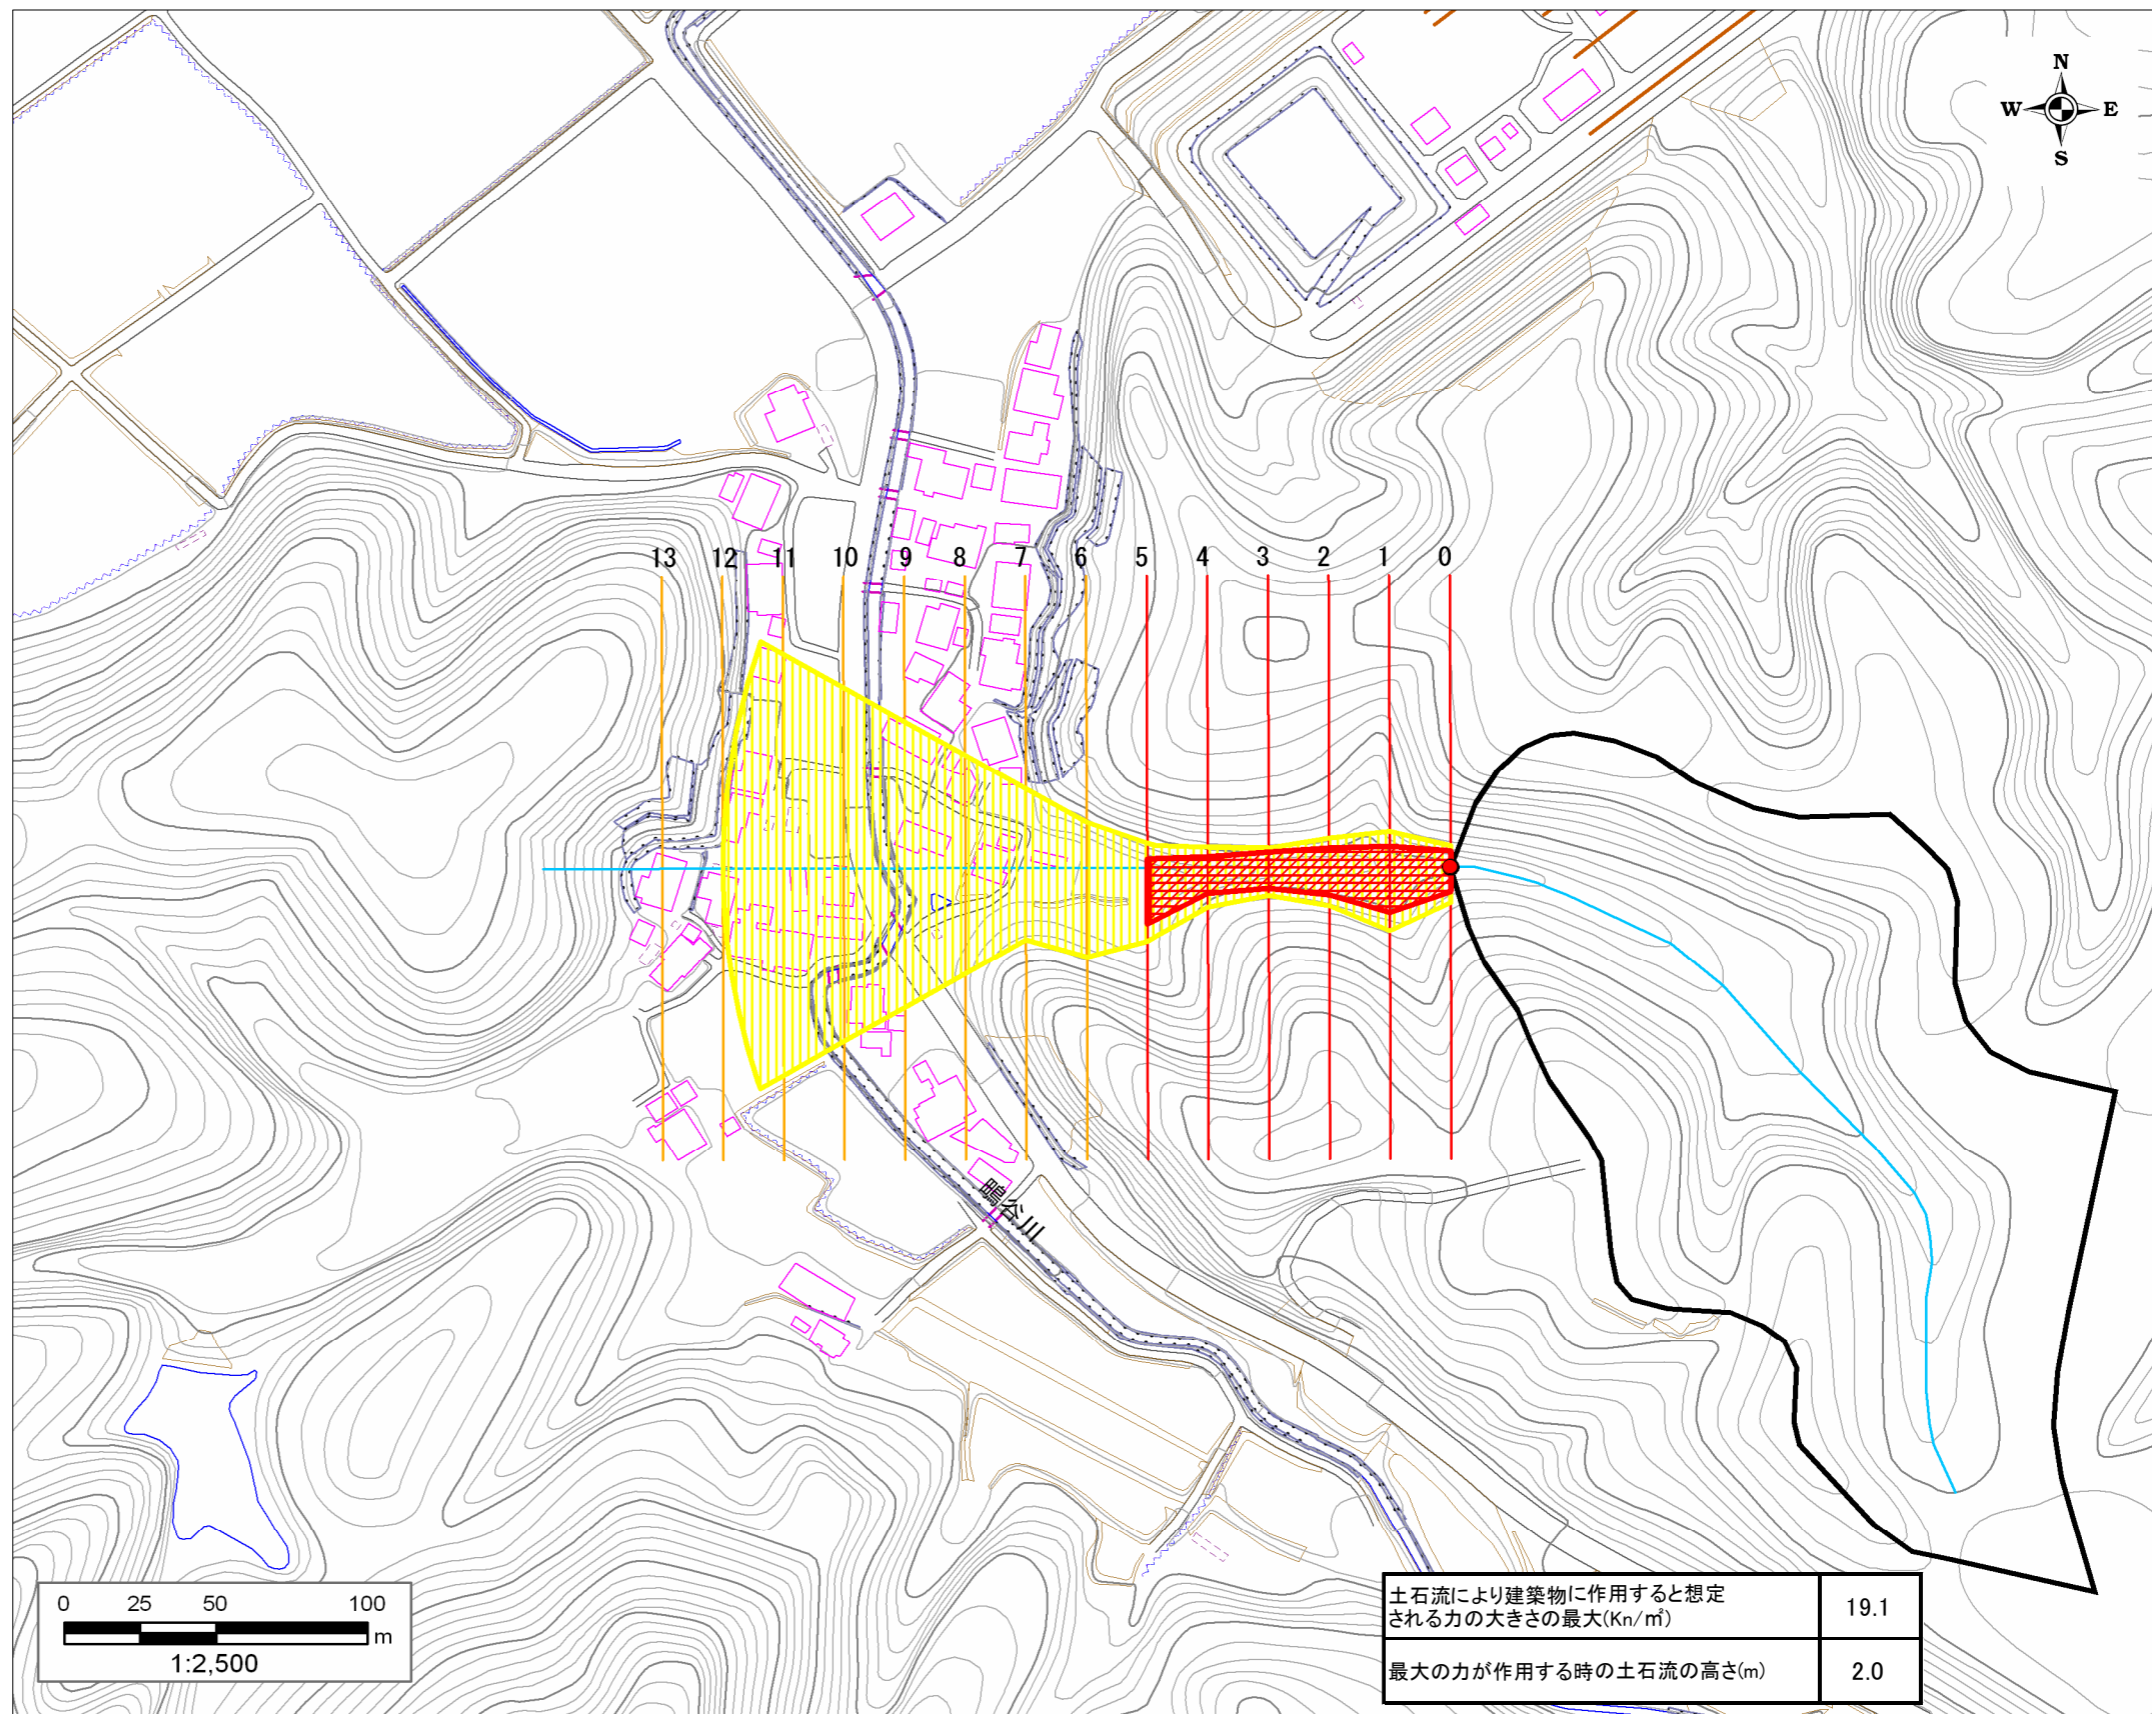 N
W E
S
13 12 11 10 9 8 7 6 5 4 3 2 1 0
鴫谷川
0 25 50 100
m
1:2,500
土石流により建築物に作用すると想定
される力の大きさの最大(Kn/㎡)
19.1
最大の力が作用する時の土石流の高さ(m)
2.0